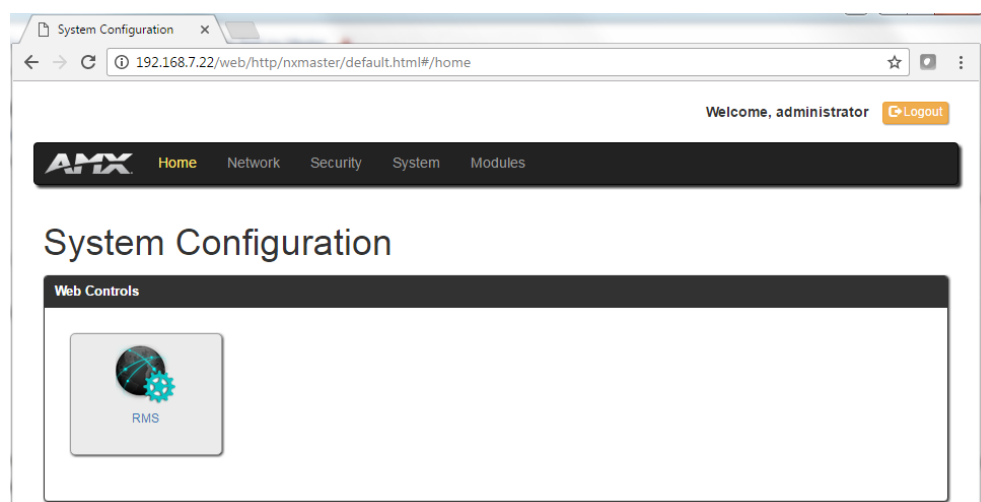 System Configuration
192.168.7.22/web/http/nxmaster/default.html#/home
Welcome, administrator Logout
AMX Home Network Security System Modules
System Configuration
Web Controls
RMS